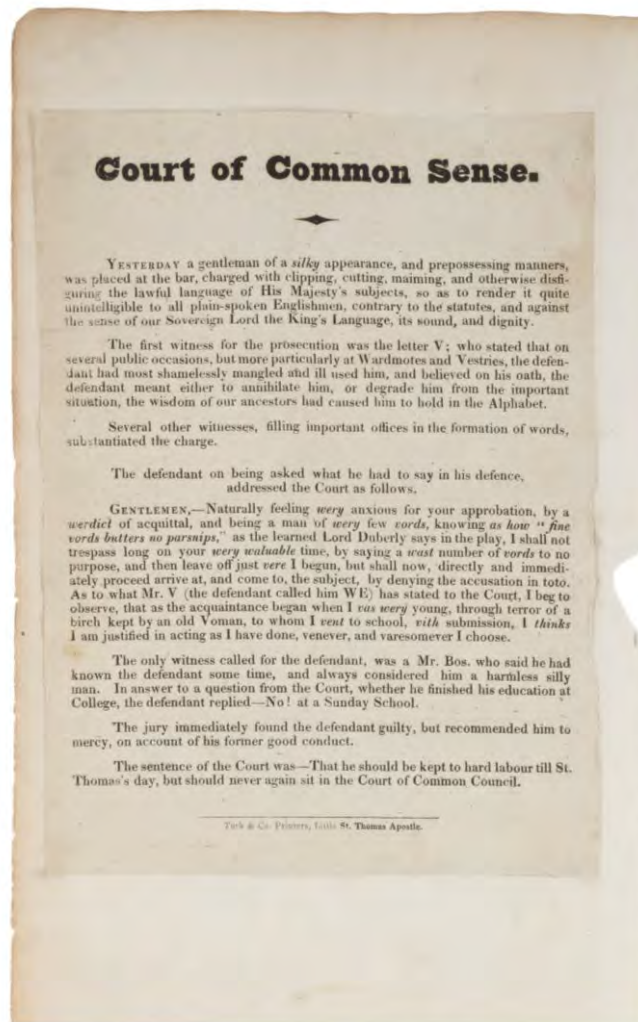 Court of Common Sense.
YESTERDAY a gentleman of a silky appearance, and prepossessing manners,
was placed at the bar, charged with clipping, cutting, maiming, and otherwise disfi-
guring the lawful language of His Majesty's subjects, so as to render it quite
unintelligible to all plain-spoken Englishmen, contrary to the statutes, and against
the sense of our Sovereign Lord the King's Language, its sound, and dignity.
The first witness for the prosecution was the letter V; who stated that on
several public occasions, but more particularly at Wardmotes and Vestries, the defen-
dant had most shamelessly mangled and ill used him, and believed on his oath, the
defendant meant either to annihilate him, or degrade him from the important
situation, the wisdom of our ancestors had caused him to hold in the Alphabet.
Several other witnesses, filling important offices in the formation of words,
substantiated the charge.
The defendant on being asked what he had to say in his defence,
addressed the Court as follows.
GENTLEMEN,—Naturally feeling wery anxious for your approbation, by a
werdict of acquittal, and being a man of wery few vords, knowing as how "fine
vords butters no parsnips," as the learned Lord Duberly says in the play, I shall not
trespass long on your wery waluable time, by saying a wast number of vords to no
purpose, and then leave off just vere I begun, but shall now, directly and immedi-
ately proceed arrive at, and come to, the subject, by denying the accusation in toto.
As to what Mr. V (the defendant called him WE) has stated to the Court, I beg to
observe, that as the acquaintance began when I vas wery young, through terror of a
birch kept by an old Voman, to whom I vent to school, vith submission, I thinks
I am justified in acting as I have done, venever, and varesomever I choose.
The only witness called for the defendant, was a Mr. Bos. who said he had
known the defendant some time, and always considered him a harmless silly
man. In answer to a question from the Court, whether he finished his education at
College, the defendant replied—No! at a Sunday School.
The jury immediately found the defendant guilty, but recommended him to
mercy, on account of his former good conduct.
The sentence of the Court was—That he should be kept to hard labour till St.
Thomas's day, but should never again sit in the Court of Common Council.
& Co. Printers, Little St. Thomas Apostle.